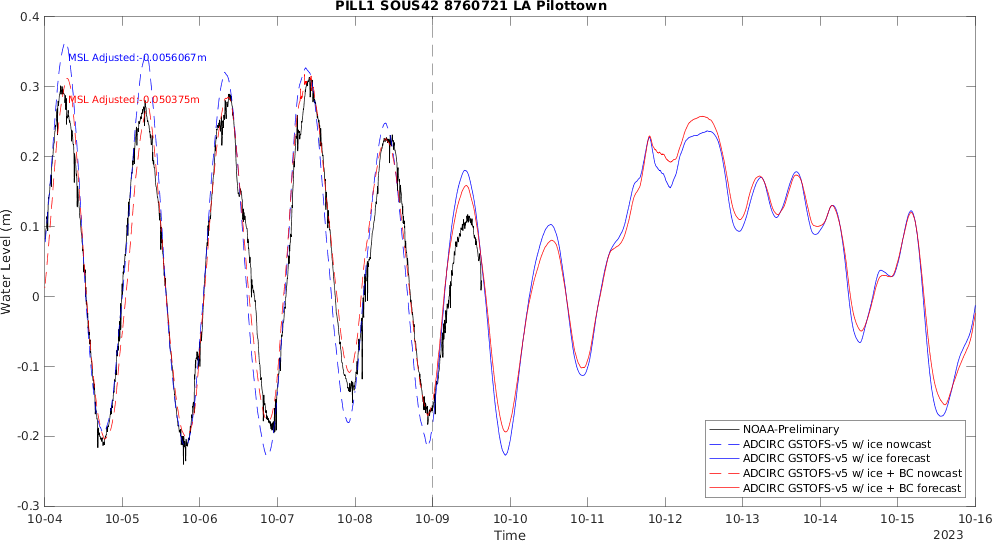 PILL1 SOUS42 8760721 LA Pilottown
0.4
0.3
0.2
0.1
0
-0.1
-0.2
-0.3
Water Level (m)
MSL Adjusted:-0.0056067m
MSL Adjusted:-0.050375m
NOAA-Preliminary
ADCIRC GSTOFS-v5 w/ ice nowcast
ADCIRC GSTOFS-v5 w/ ice forecast
ADCIRC GSTOFS-v5 w/ ice + BC nowcast
ADCIRC GSTOFS-v5 w/ ice + BC forecast
10-04 10-05 10-06 10-07 10-08 10-09 10-10 10-11 10-12 10-13 10-14 10-15 10-16
Time
2023